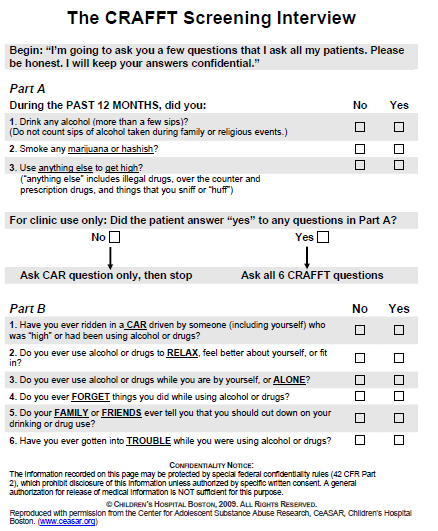 The CRAFFT Screening Interview
Begin: “I’m going to ask you a few questions that I ask all my patients. Please
be honest. I will keep your answers confidential.”
Part A
During the PAST 12 MONTHS, did you: No Yes
1. Drink any alcohol (more than a few sips)?
(Do not count sips of alcohol taken during family or religious events.)
2. Smoke any marijuana or hashish?
3. Use anything else to get high?
(“anything else” includes illegal drugs, over the counter and
prescription drugs, and things that you sniff or “huff”)
For clinic use only: Did the patient answer “yes” to any questions in Part A?
No Yes
Ask CAR question only, then stop Ask all 6 CRAFFT questions
Part B No Yes
1. Have you ever ridden in a CAR driven by someone (including yourself) who
was “high” or had been using alcohol or drugs?
2. Do you ever use alcohol or drugs to RELAX, feel better about yourself, or fit
in?
3. Do you ever use alcohol or drugs while you are by yourself, or ALONE?
4. Do you ever FORGET things you did while using alcohol or drugs?
5. Do your FAMILY or FRIENDS ever tell you that you should cut down on your
drinking or drug use?
6. Have you ever gotten into TROUBLE while you were using alcohol or drugs?
CONFIDENTIALITY NOTICE:
The information recorded on this page may be protected by special federal confidentiality rules (42 CFR Part
2), which prohibit disclosure of this information unless authorized by specific written consent. A general
authorization for release of medical information is NOT sufficient for this purpose.
© CHILDREN’S HOSPITAL BOSTON, 2009. ALL RIGHTS RESERVED.
Reproduced with permission from the Center for Adolescent Substance Abuse Research, CeASAR, Children’s Hospital
Boston. (www.ceasar.org)